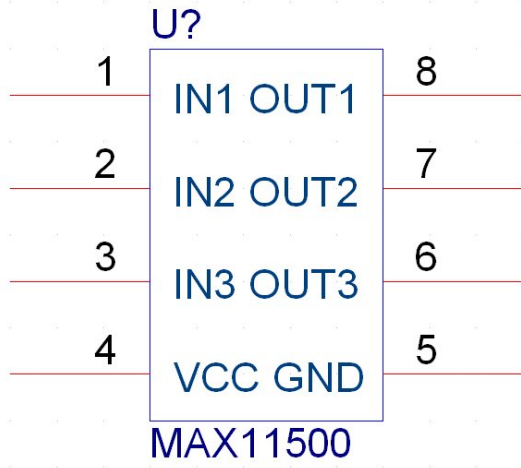 U?
1 IN1 OUT1 8
2 IN2 OUT2 7
3 IN3 OUT3 6
4 VCC GND 5
MAX11500